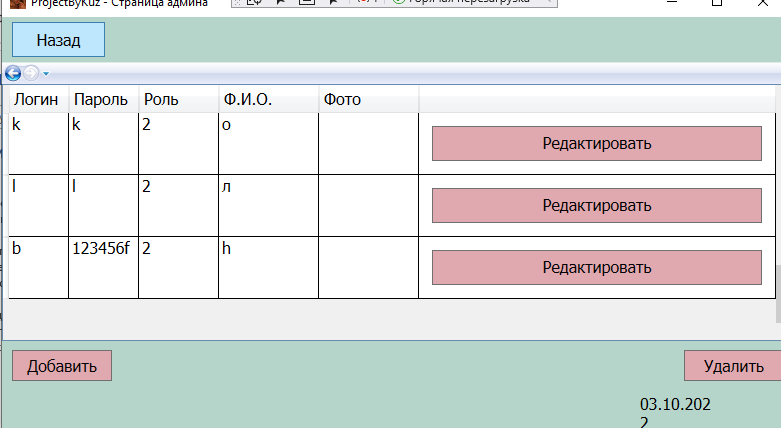 ProjectByKuz - Страница админа
Горячая перезагрузка
Назад
Логин Пароль Роль Ф.И.О. Фото
k k 2 о Редактировать
l l 2 л Редактировать
b 123456f 2 h Редактировать
Добавить Удалить
03.10.202
2